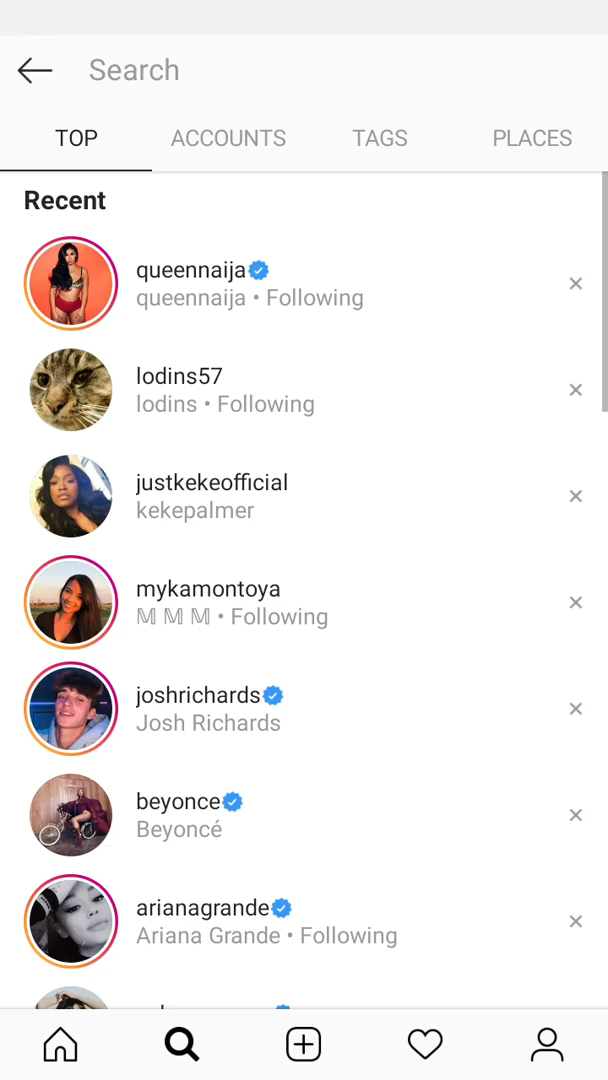 Search
TOP ACCOUNTS TAGS PLACES
Recent
queennaija
queennaija • Following
lodins57
lodins • Following
justkekeofficial
kekepalmer
mykamontoya
𝕄 𝕄 𝕄 • Following
joshrichards
Josh Richards
beyonce
Beyoncé
arianagrande
Ariana Grande • Following